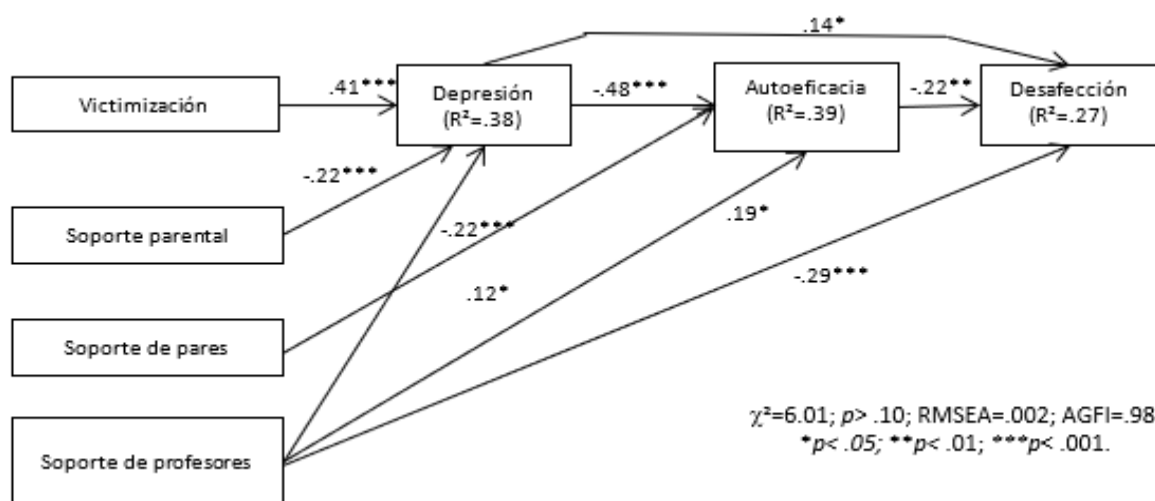 .14*
Victimización
.41***
Depresión
(R²=.38)
-.48***
Autoeficacia
(R²=.39)
-.22**
Desafección
(R²=.27)
-.22***
Soporte parental
-.22***
.19*
-.29***
.12*
Soporte de pares
Soporte de profesores
χ²=6.01; p> .10; RMSEA=.002; AGFI=.98
*p< .05; **p< .01; ***p< .001.